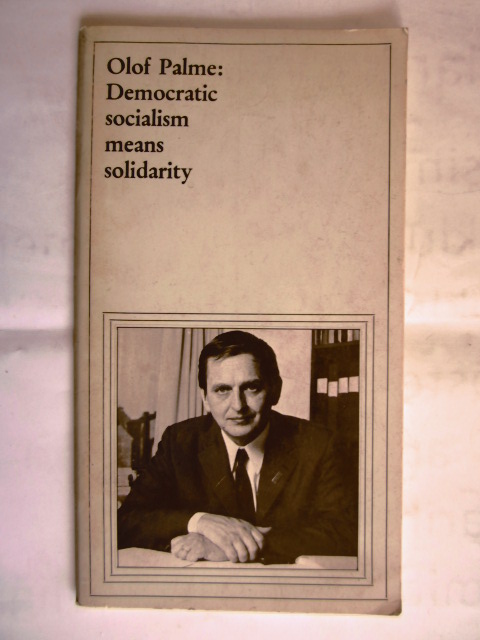 Olof Palme:
Democratic
socialism
means
solidarity